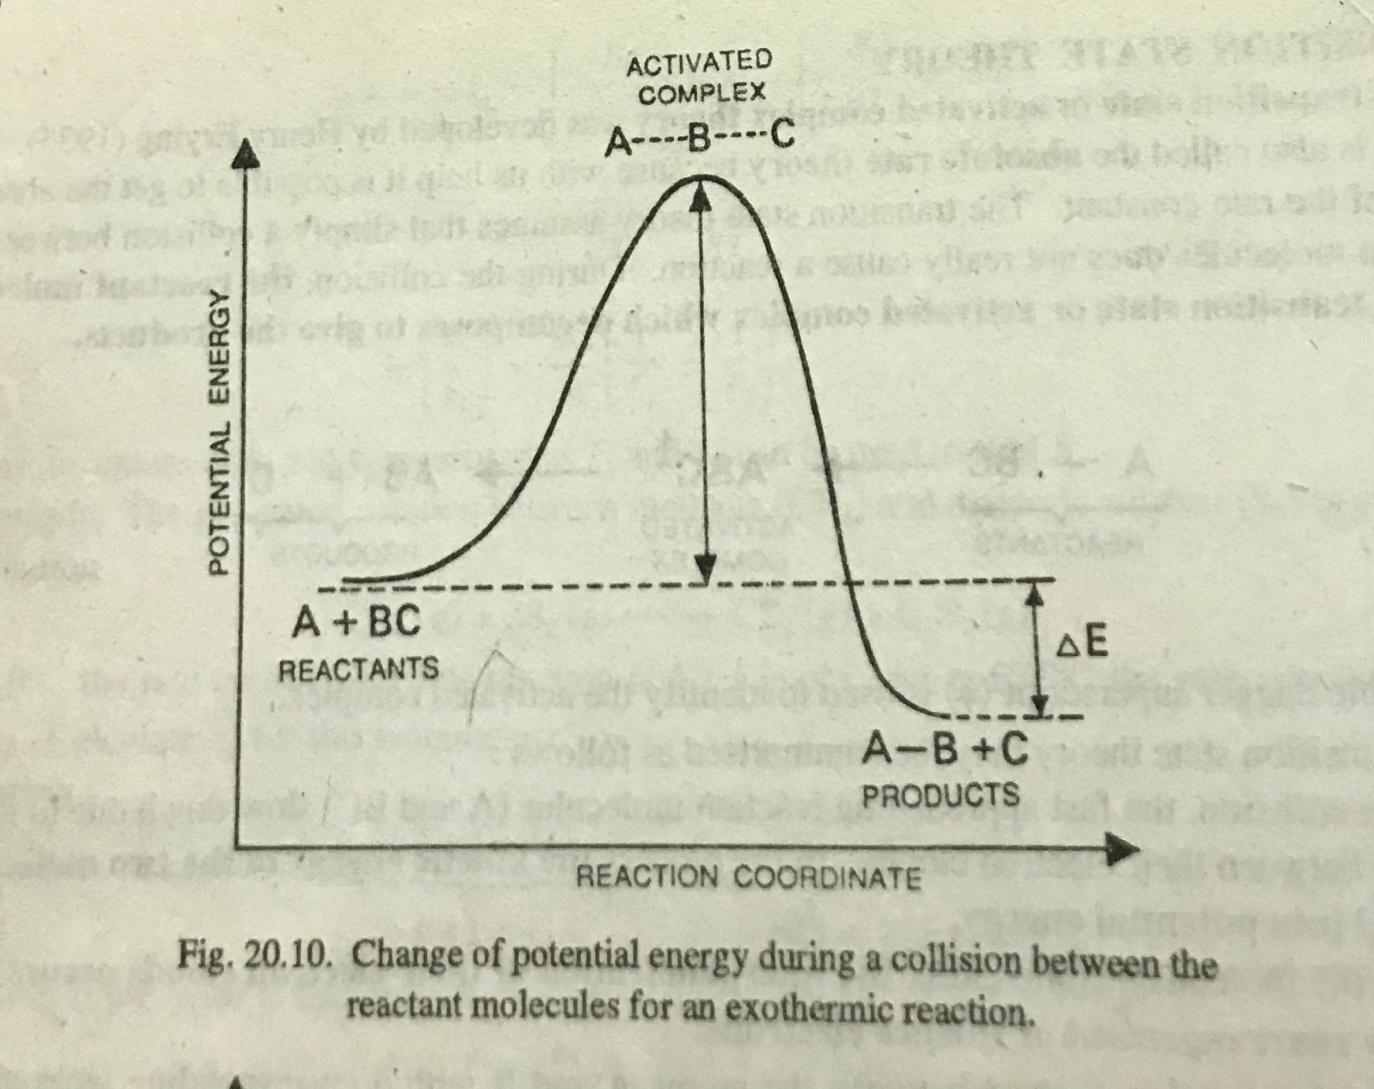 ACTIVATED
COMPLEX
A----B----C
POTENTIAL ENERGY
A + BC
REACTANTS
ΔE
A—B +C
PRODUCTS
REACTION COORDINATE
Fig. 20.10. Change of potential energy during a collision between the
reactant molecules for an exothermic reaction.